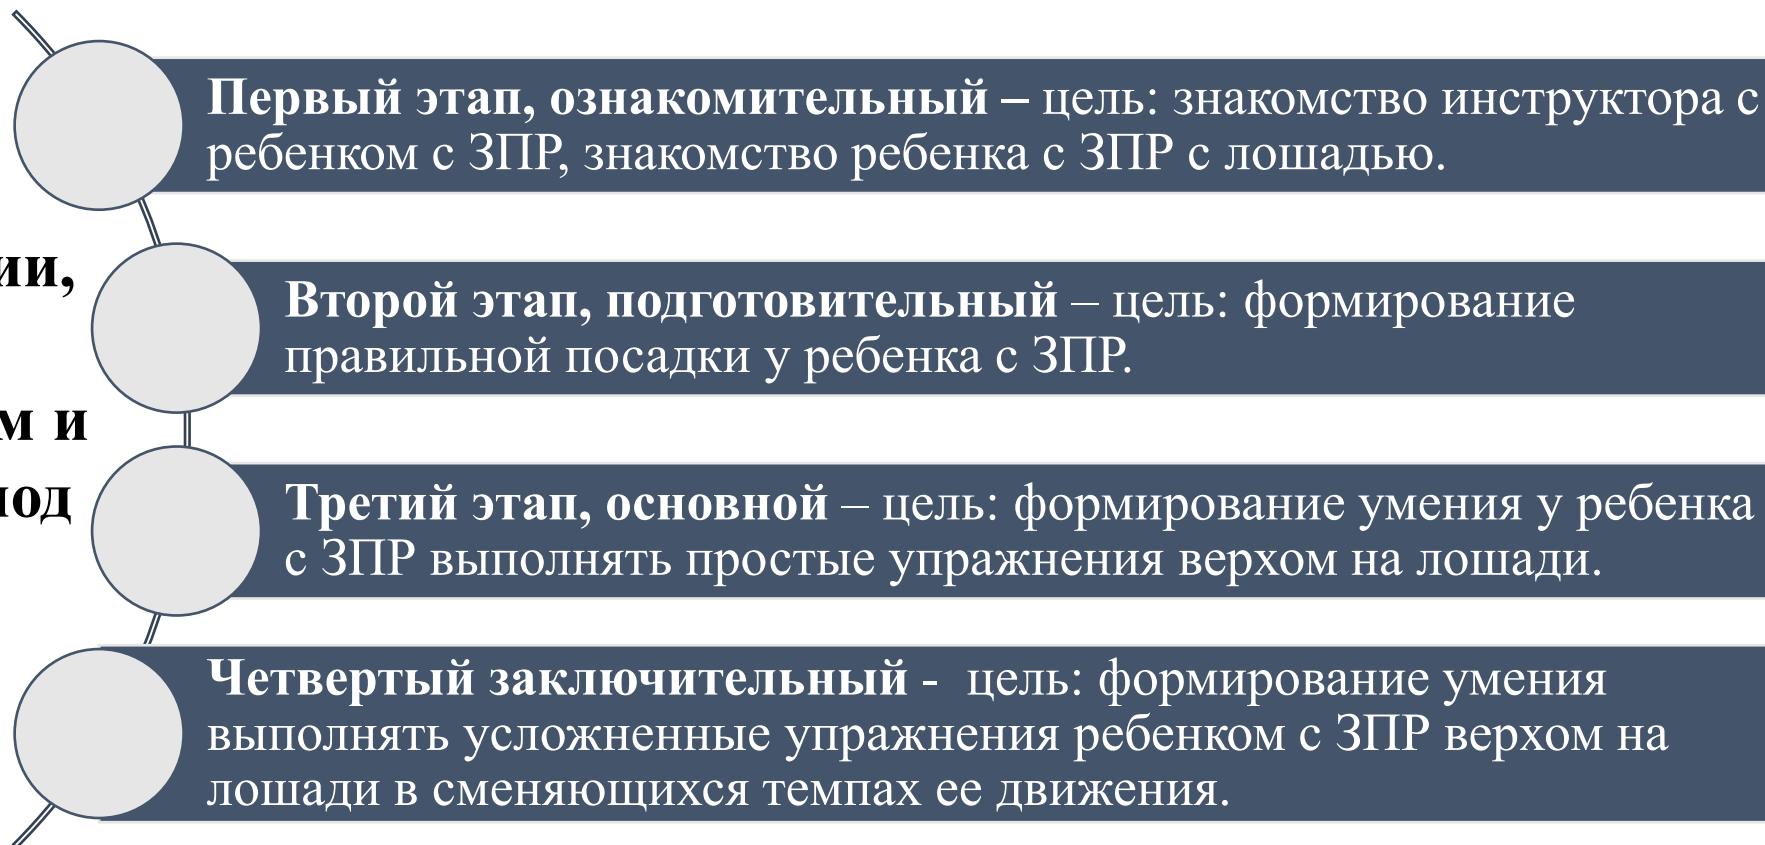 Первый этап, ознакомительный – цель: знакомство инструктора с
ребенком с ЗПР, знакомство ребенка с ЗПР с лошадью.
Второй этап, подготовительный – цель: формирование
правильной посадки у ребенка с ЗПР.
м и
Третий этап, основной – цель: формирование умения у ребенка
с ЗПР выполнять простые упражнения верхом на лошади.
Четвертый заключительный -  цель: формирование умения
выполнять усложненные упражнения ребенком с ЗПР верхом на
лошади в сменяющихся темпах ее движения.